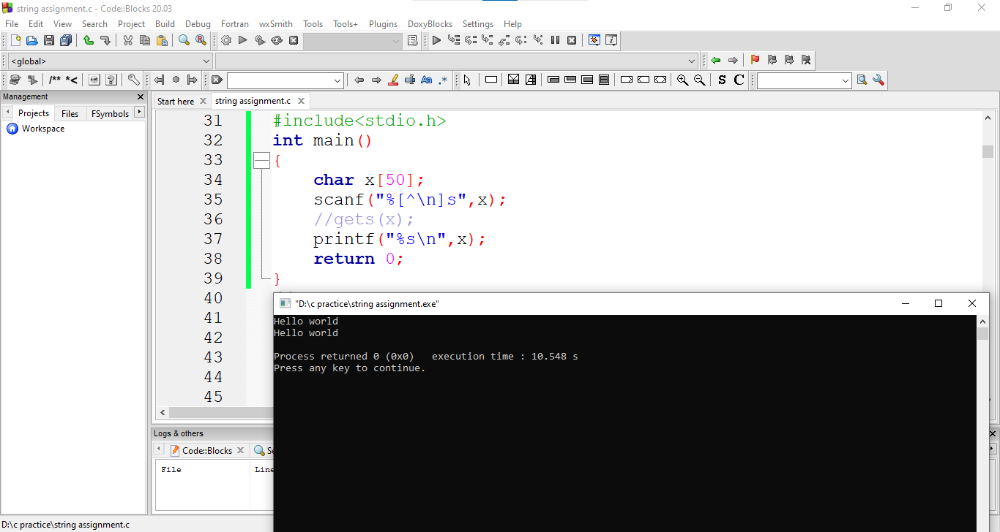 string assignment.c - Code::Blocks 20.03
File Edit View Search Project Build Debug Fortran wxSmith Tools Tools+ Plugins DoxyBlocks Settings Help
<global>
/** *< S C
Management
Projects Files FSymbols
Workspace
Start here string assignment.c
31 #include<stdio.h>
32 int main()
33 {
34 char x[50];
35 scanf("%[^\n]s",x);
36 //gets(x);
37 printf("%s\n",x);
38 return 0;
39 }
40
41
42
43
44
45
"D:\c practice\string assignment.exe"
Hello world
Hello world
Process returned 0 (0x0) execution time : 10.548 s
Press any key to continue.
Logs & others
Code::Blocks
File Line
D:\c practice\string assignment.c